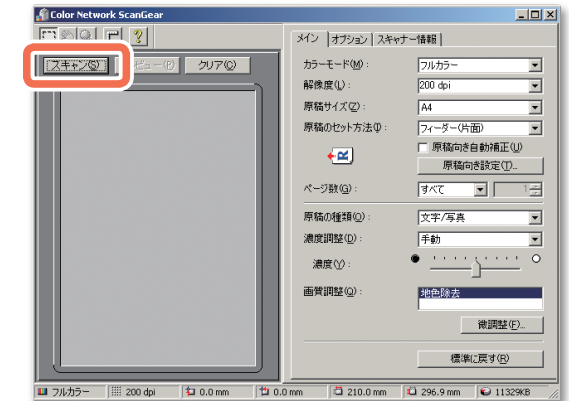 Color Network ScanGear
スキャン(S)
ビュー(P)
クリア(C)
メイン オプション スキャナー情報
カラーモード(M): フルカラー
解像度(L): 200 dpi
原稿サイズ(Z): A4
原稿のセット方法(I): フィーダー(片面)
原稿向き自動補正(U)
原稿向き設定(T)...
R
ページ数(G): すべて 1
原稿の種類(O): 文字/写真
濃度調整(D): 手動
濃度(Y):
画質調整(Q): 地色除去
微調整(F)...
標準に戻す(R)
フルカラー 200 dpi 0.0 mm 0.0 mm 210.0 mm 296.9 mm 11329KB